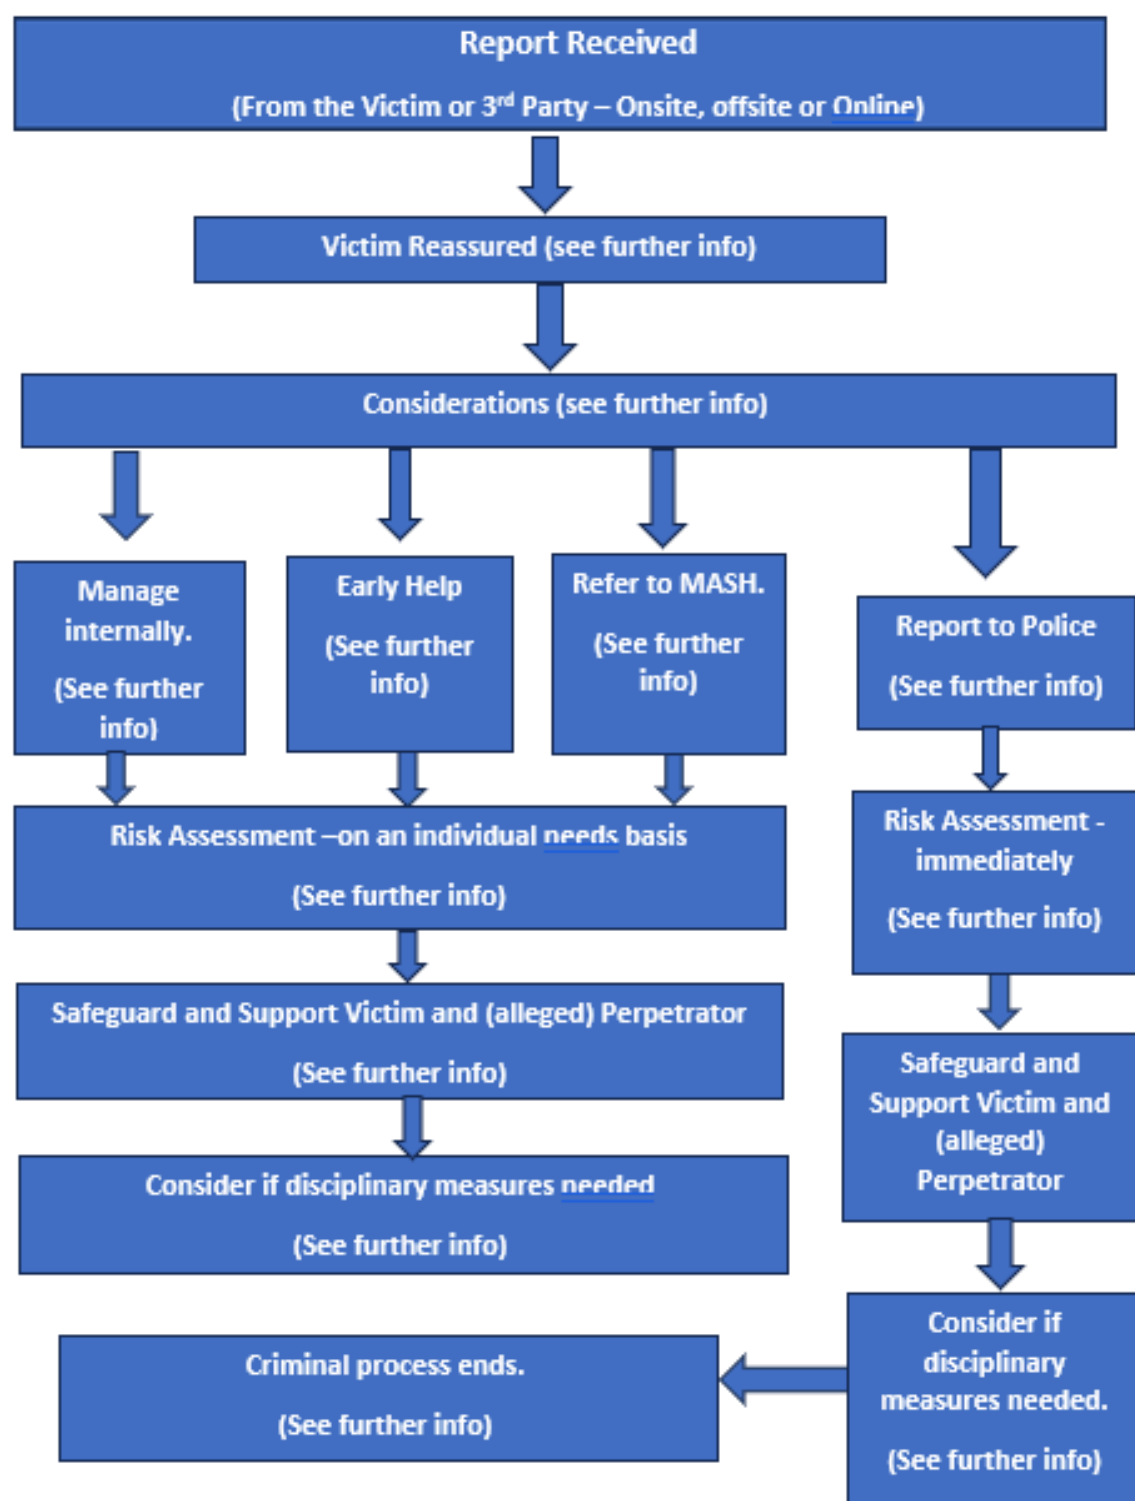 Report Received
(From the Victim or 3rd Party – Onsite, offsite or Online)
Victim Reassured (see further info)
Considerations (see further info)
Manage
internally.
(See further
info)
Early Help
(See further
info)
Refer to MASH.
(See further
info)
Report to Police
(See further info)
Risk Assessment –on an individual needs basis
(See further info)
Risk Assessment -
immediately
(See further info)
Safeguard and Support Victim and (alleged) Perpetrator
(See further info)
Safeguard and
Support Victim and
(alleged)
Perpetrator
Consider if disciplinary measures needed
(See further info)
Consider if
disciplinary
measures needed.
(See further info)
Criminal process ends.
(See further info)